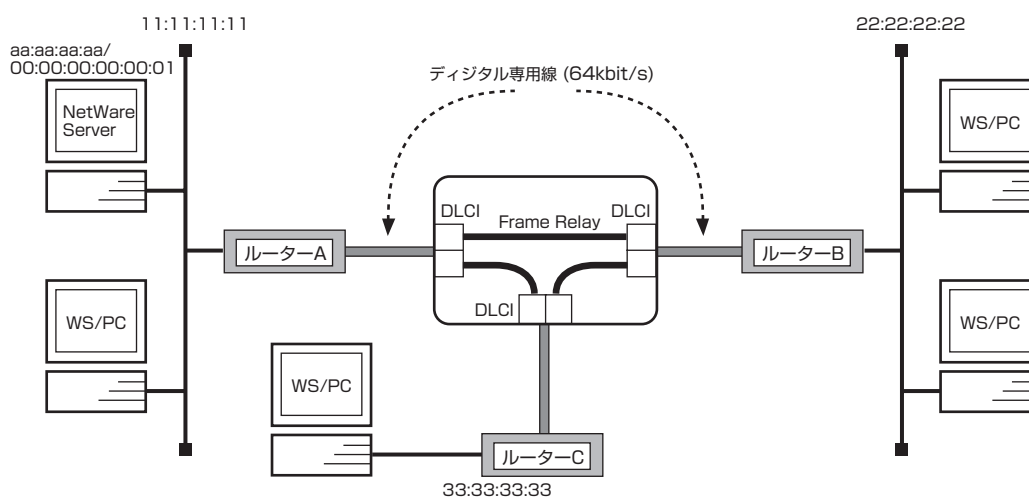 11:11:11:11
22:22:22:22
aa:aa:aa:aa/
00:00:00:00:00:01
ディジタル専用線 (64kbit/s)
NetWare
Server
WS/PC
DLCI
DLCI
Frame Relay
ルーターA
ルーターB
DLCI
WS/PC
WS/PC
WS/PC
ルーターC
33:33:33:33